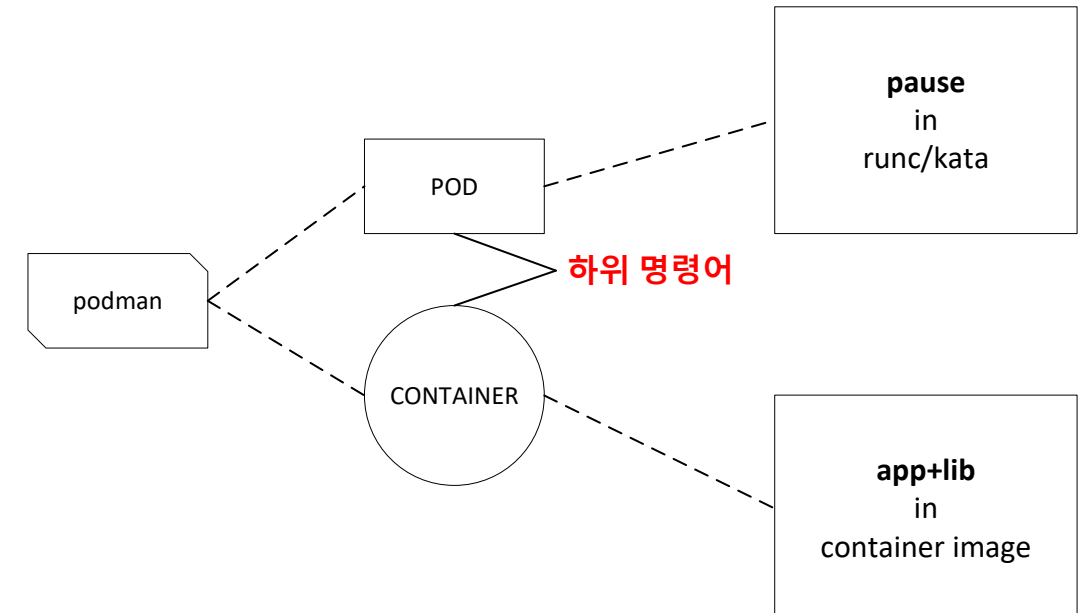 pause
in
runc/kata
POD
하위 명령어
podman
CONTAINER
app+lib
in
container image